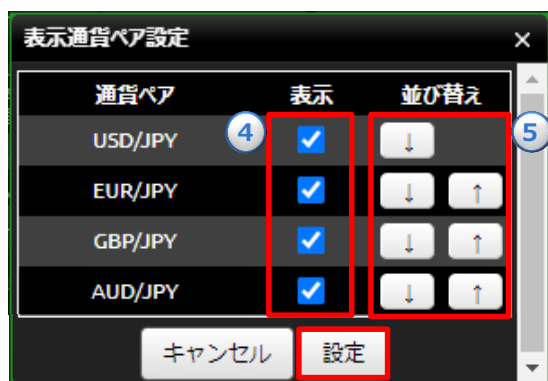 表示通貨ペア設定 ×
通貨ペア 表示 並び替え
USD/JPY 4 ↓ 5
EUR/JPY ↓ ↑
GBP/JPY ↓ ↑
AUD/JPY ↓ ↑
キャンセル 設定